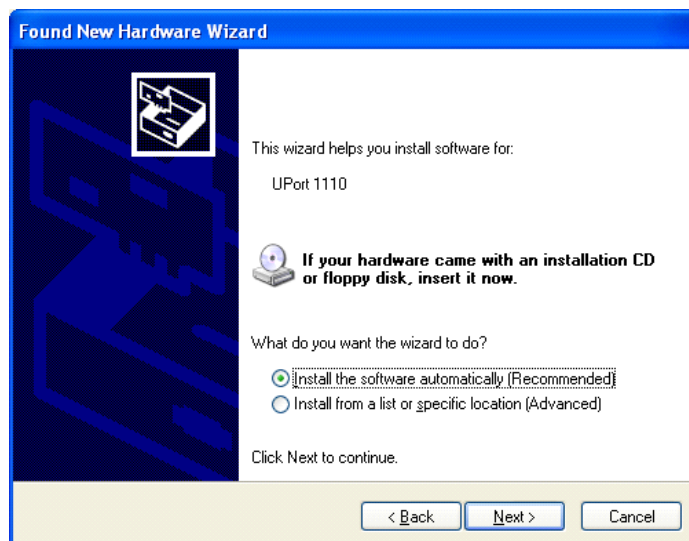 Found New Hardware Wizard
This wizard helps you install software for:
UPort 1110
If your hardware came with an installation CD
or floppy disk, insert it now.
What do you want the wizard to do?
Install the software automatically (Recommended)
Install from a list or specific location (Advanced)
Click Next to continue.
< Back
Next >
Cancel